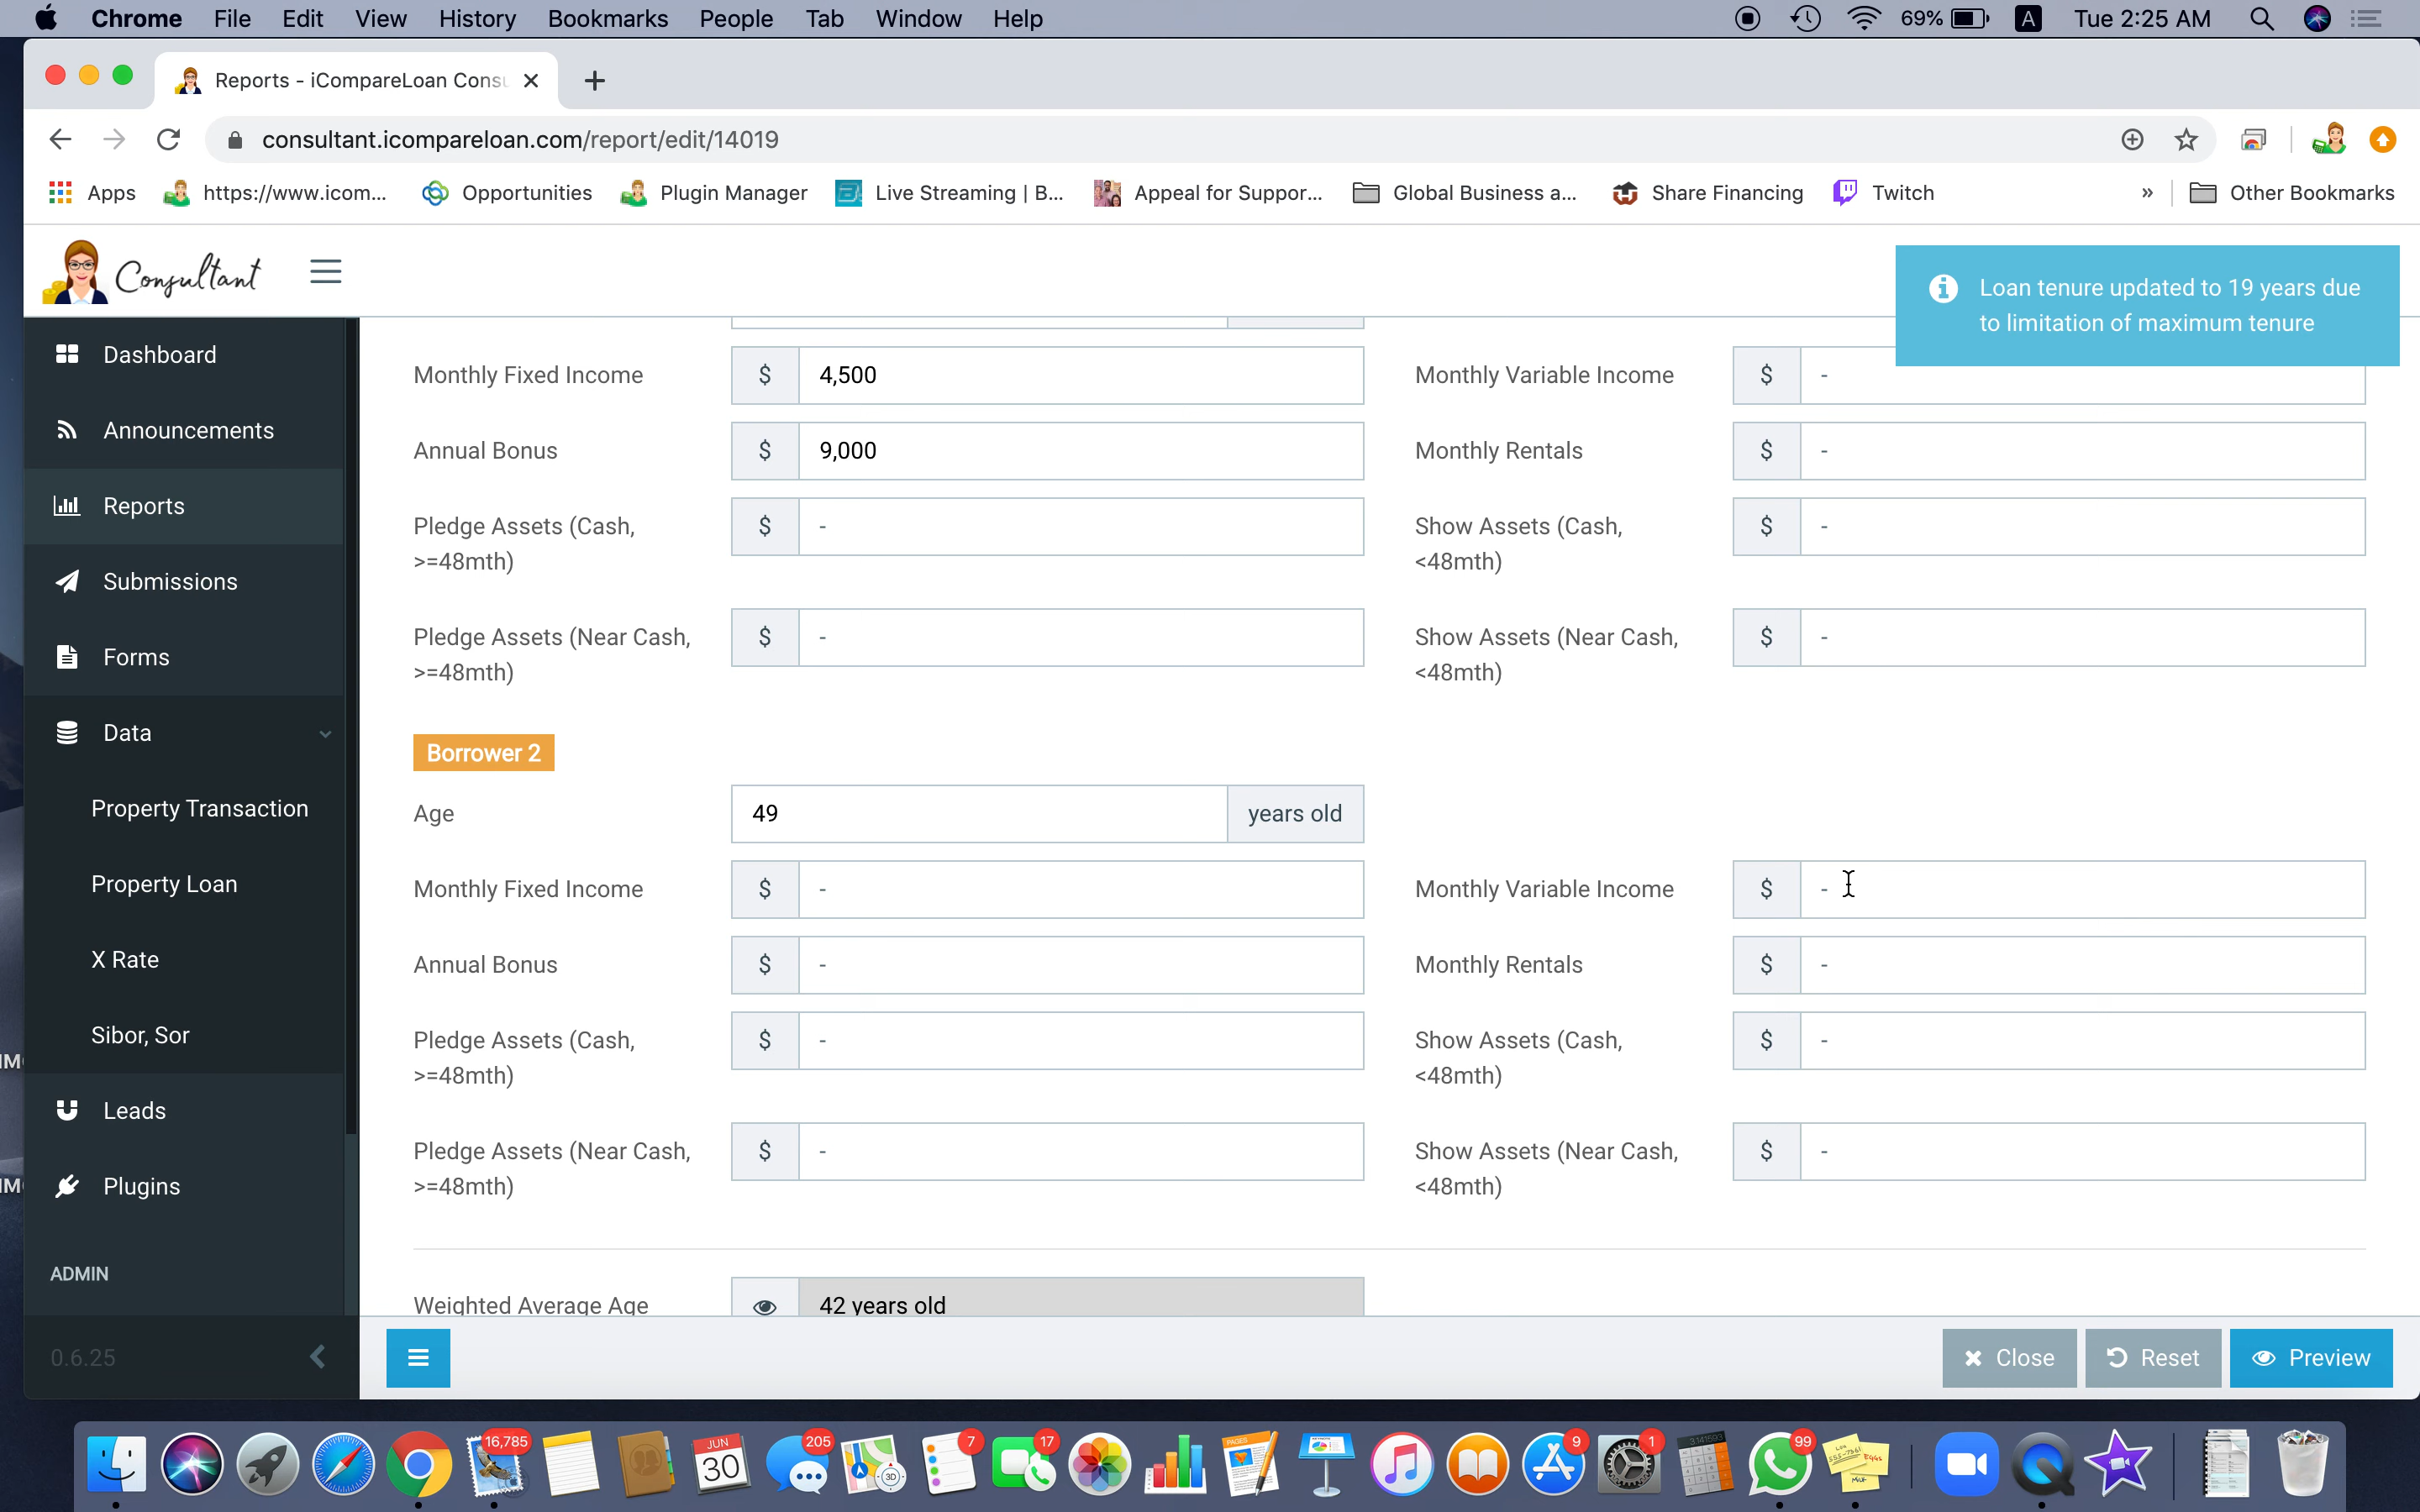 Chrome File Edit View History Bookmarks People Tab Window Help 69% A Tue 2:25 AM
Reports - iCompareLoan Consu
consultant.icompareloan.com/report/edit/14019
Apps https://www.icom... Opportunities Plugin Manager Live Streaming | B... Appeal for Suppor... Global Business a... Share Financing Twitch » Other Bookmarks
Consultant
Loan tenure updated to 19 years due
to limitation of maximum tenure
Dashboard
Announcements
Reports
Submissions
Forms
Data
Property Transaction
Property Loan
X Rate
Sibor, Sor
Leads
Plugins
ADMIN
0.6.25
Monthly Fixed Income $ 4,500 Monthly Variable Income $ -
Annual Bonus $ 9,000 Monthly Rentals $ -
Pledge Assets (Cash, $ - Show Assets (Cash, $ -
>=48mth) <48mth)
Pledge Assets (Near Cash, $ - Show Assets (Near Cash, $ -
>=48mth) <48mth)
Borrower 2
Age 49 years old
Monthly Fixed Income $ - Monthly Variable Income $ -
Annual Bonus $ - Monthly Rentals $ -
Pledge Assets (Cash, $ - Show Assets (Cash, $ -
>=48mth) <48mth)
Pledge Assets (Near Cash, $ - Show Assets (Near Cash, $ -
>=48mth) <48mth)
Weighted Average Age 42 years old
Close Reset Preview
16,785 JUN 30 205 3D 7 17 PAGES 9 1 3.141593 99